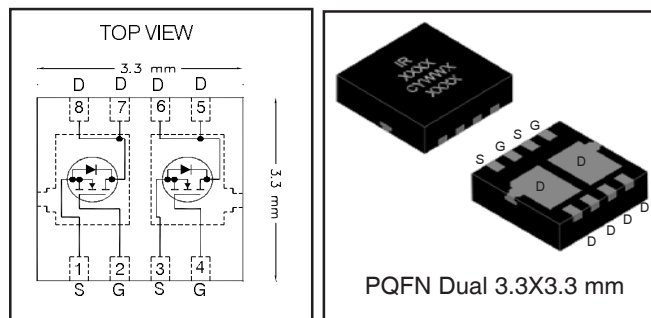 TOP VIEW
3.3 mm
D D D D
8 7 6 5
3.3 mm
1 2 3 4
S G S G
IR
XXXX
CYWWX
XXXX
S G S G
D
D
D D D D
PQFN Dual 3.3X3.3 mm